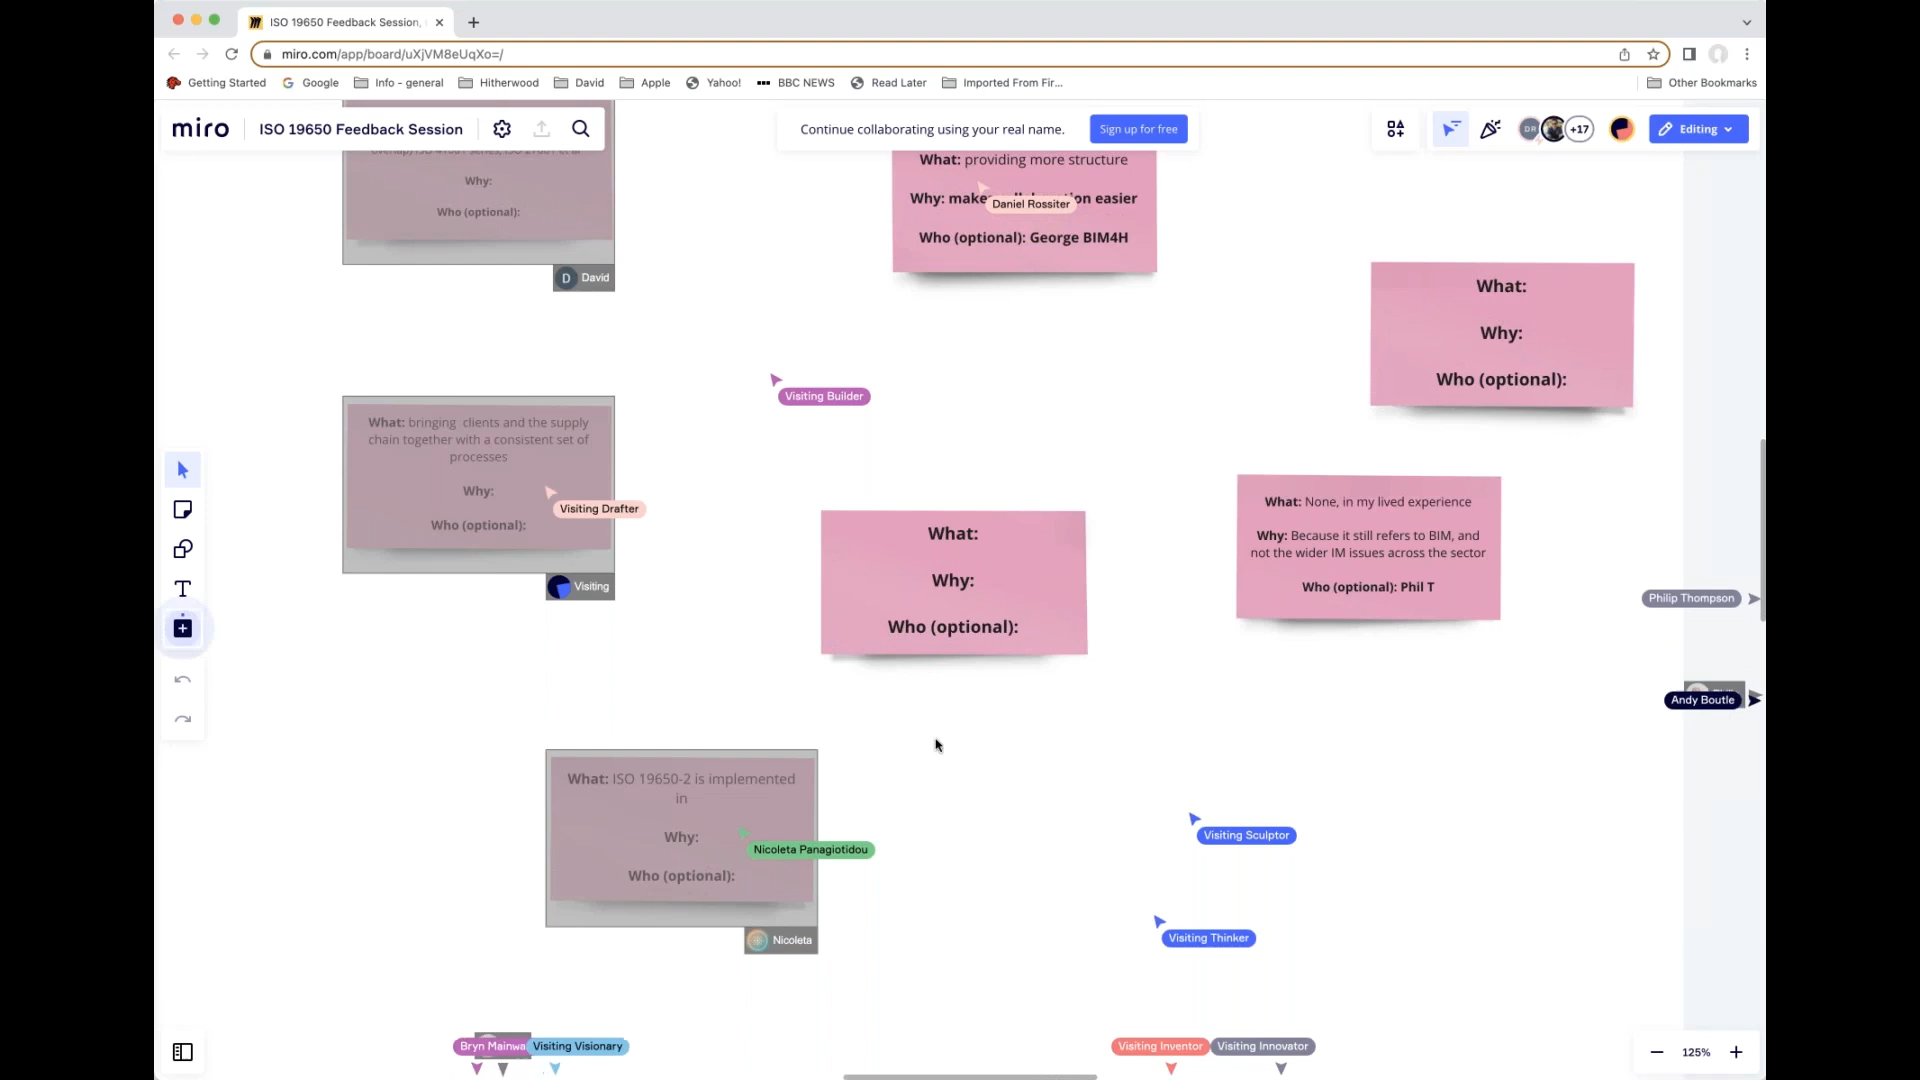 ISO 19650 Feedback Session,
miro.com/app/board/uXjVM8eUqXo=/
Getting Started
Google
Info - general
Hitherwood
David
Apple
Yahoo!
BBC NEWS
Read Later
Imported From Fir...
Other Bookmarks
miro
ISO 19650 Feedback Session
Continue collaborating using your real name.
Sign up for free
DR
+17
Editing
Why:
Who (optional):
D David
What: providing more structure
Why: make
on easier
Daniel Rossiter
Who (optional): George BIM4H
What:
Why:
Who (optional):
Visiting Builder
What: bringing clients and the supply
chain together with a consistent set of
processes
Why:
Who (optional):
Visiting Drafter
Visiting
What:
Why:
Who (optional):
What: None, in my lived experience
Why: Because it still refers to BIM, and
not the wider IM issues across the sector
Who (optional): Phil T
Philip Thompson
Andy Boutle
What: ISO 19650-2 is implemented
in
Why:
Who (optional):
Nicoleta Panagiotidou
Nicoleta
Visiting Sculptor
Visiting Thinker
Bryn Mainwa
Visiting Visionary
Visiting Inventor
Visiting Innovator
125%